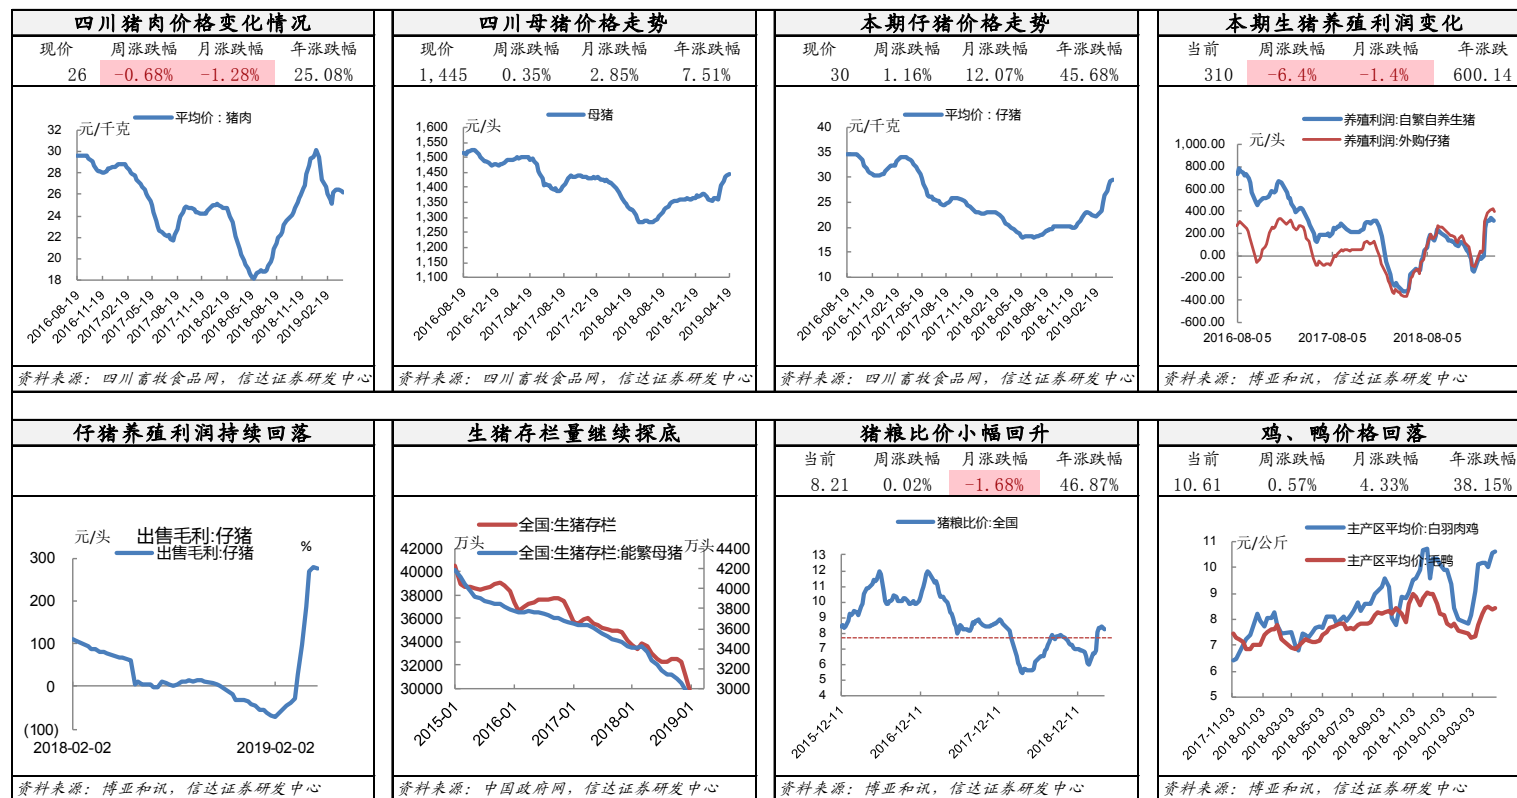 四川猪肉价格变化情况
现价 周涨跌幅 月涨跌幅 年涨跌幅
26 -0.68% -1.28% 25.08%
元/千克
平均价：猪肉
32
30
28
26
24
22
20
18
2016-08-19
2016-11-19
2017-02-19
2017-05-19
2017-08-19
2017-11-19
2018-02-19
2018-05-19
2018-08-19
2018-11-19
2019-02-19
资料来源：四川畜牧食品网，信达证券研发中心
四川母猪价格走势
现价 周涨跌幅 月涨跌幅 年涨跌幅
1,445 0.35% 2.85% 7.51%
元/头
母猪
1,600
1,500
1,450
1,400
1,350
1,300
1,250
1,200
1,150
1,100
2016-08-19
2016-12-19
2017-04-19
2017-08-19
2017-12-19
2018-04-19
2018-08-19
2018-12-19
2019-04-19
资料来源：四川畜牧食品网，信达证券研发中心
本期仔猪价格走势
现价 周涨跌幅 月涨跌幅 年涨跌幅
30 1.16% 12.07% 45.68%
元/千克
平均价：仔猪
40
35
30
25
20
15
10
2016-08-19
2016-11-19
2017-02-19
2017-05-19
2017-08-19
2017-11-19
2018-02-19
2018-05-19
2018-08-19
2018-11-19
2019-02-19
资料来源：四川畜牧食品网，信达证券研发中心
本期生猪养殖利润变化
当前 周涨跌幅 月涨跌幅 年涨跌
310 -6.4% -1.4% 600.14
养殖利润:自繁自养生猪
养殖利润:外购仔猪
元/头
1,000.00
800.00
600.00
400.00
200.00
0.00
-200.00
-400.00
-600.00
2016-08-05 2017-08-05 2018-08-05
资料来源：博亚和讯，信达证券研发中心
仔猪养殖利润持续回落
元/头
出售毛利:仔猪
出售毛利:仔猪
%
300
200
100
0
(100)
2018-02-02 2019-02-02
资料来源：博亚和讯，信达证券研发中心
生猪存栏量继续探底
全国:生猪存栏
全国:生猪存栏:能繁母猪
万头
万头
42000
40000
38000
36000
34000
32000
30000
4400
4200
4000
3800
3600
3400
3200
3000
2015-01
2016-01
2017-01
2018-01
2019-01
资料来源：中国政府网，信达证券研发中心
猪粮比价小幅回升
当前 周涨跌幅 月涨跌幅 年涨跌幅
8.21 0.02% -1.68% 46.87%
猪粮比价:全国
13
12
11
10
9
8
7
6
5
4
2015-12-11
2016-12-11
2017-12-11
2018-12-11
资料来源：博亚和讯，信达证券研发中心
鸡、鸭价格回落
当前 周涨跌幅 月涨跌幅 年涨跌幅
10.61 0.57% 4.33% 38.15%
主产区平均价:白羽肉鸡
元/公斤
主产区平均价:毛鸭
11
10
9
8
7
6
5
2017-11-03
2018-01-03
2018-03-03
2018-05-03
2018-07-03
2018-09-03
2018-11-03
2019-01-03
2019-03-03
资料来源：博亚和讯，信达证券研发中心